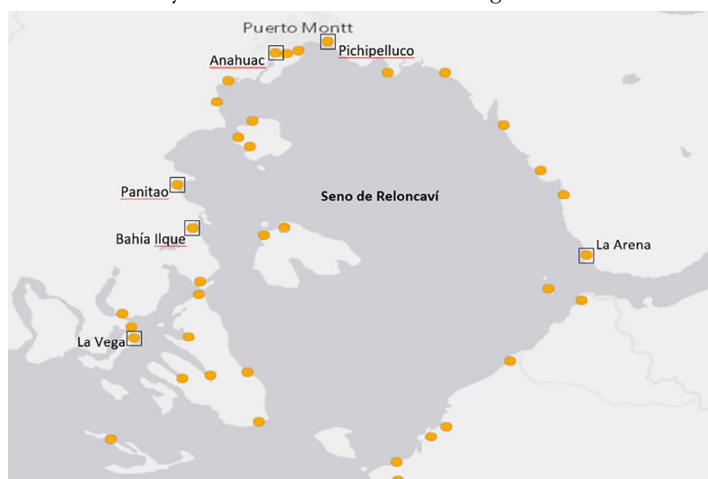 Puerto Montt
Anahuac
Pichipelluco
Panitao
Seno de Reloncaví
Bahía Ilque
La Arena
La Vega